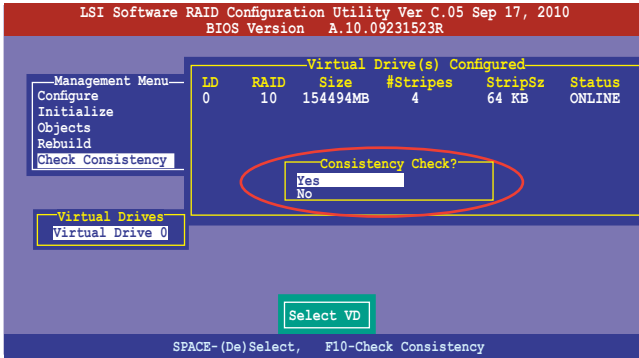 LSI Software RAID Configuration Utility Ver C.05 Sep 17, 2010
BIOS Version A.10.09231523R
Virtual Drive(s) Configured
LD RAID Size #Stripes StripSz Status
0 10 154494MB 4 64 KB ONLINE
Management Menu
Configure
Initialize
Objects
Rebuild
Check Consistency
Consistency Check?
Yes
No
Virtual Drives
Virtual Drive 0
Select VD
SPACE-(De)Select, F10-Check Consistency